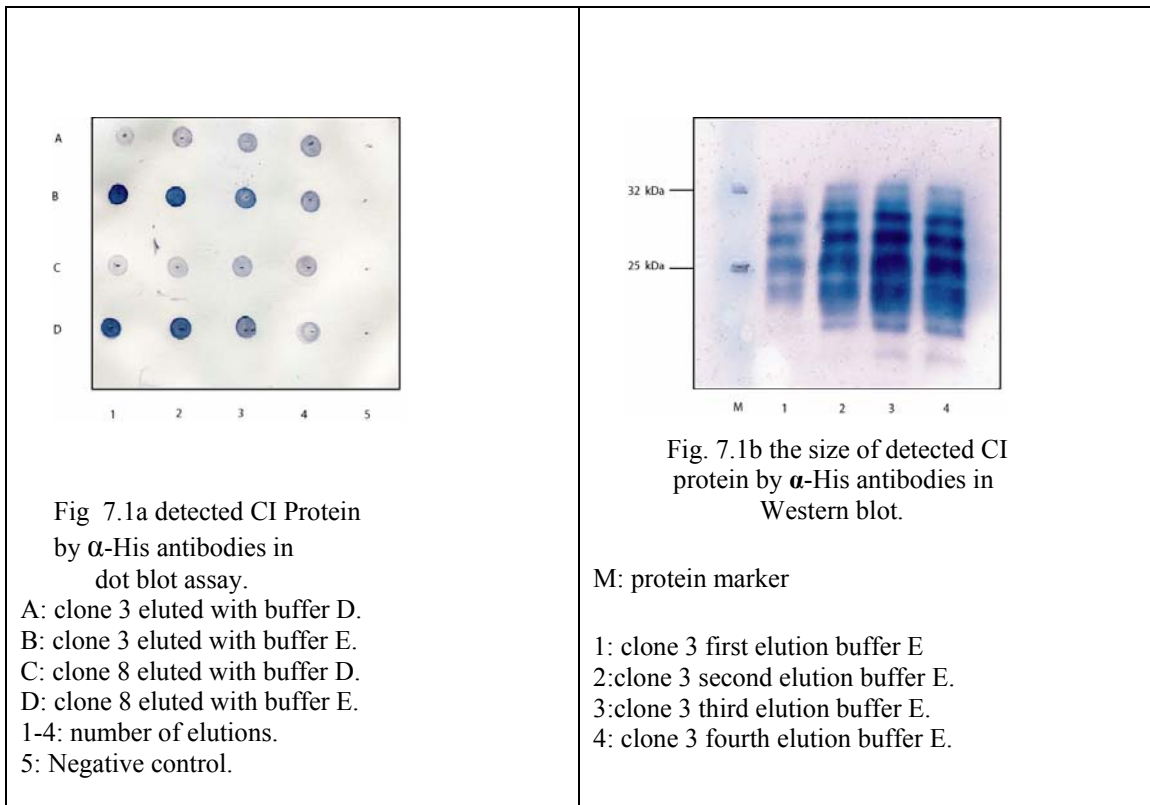 A
B
C
D
1 2 3 4 5
Fig 7.1a detected CI Protein
by α-His antibodies in
dot blot assay.
A: clone 3 eluted with buffer D.
B: clone 3 eluted with buffer E.
C: clone 8 eluted with buffer D.
D: clone 8 eluted with buffer E.
1-4: number of elutions.
5: Negative control.
32 kDa
25 kDa
M 1 2 3 4
Fig. 7.1b the size of detected CI
protein by α-His antibodies in
Western blot.
M: protein marker
1: clone 3 first elution buffer E
2:clone 3 second elution buffer E.
3:clone 3 third elution buffer E.
4: clone 3 fourth elution buffer E.